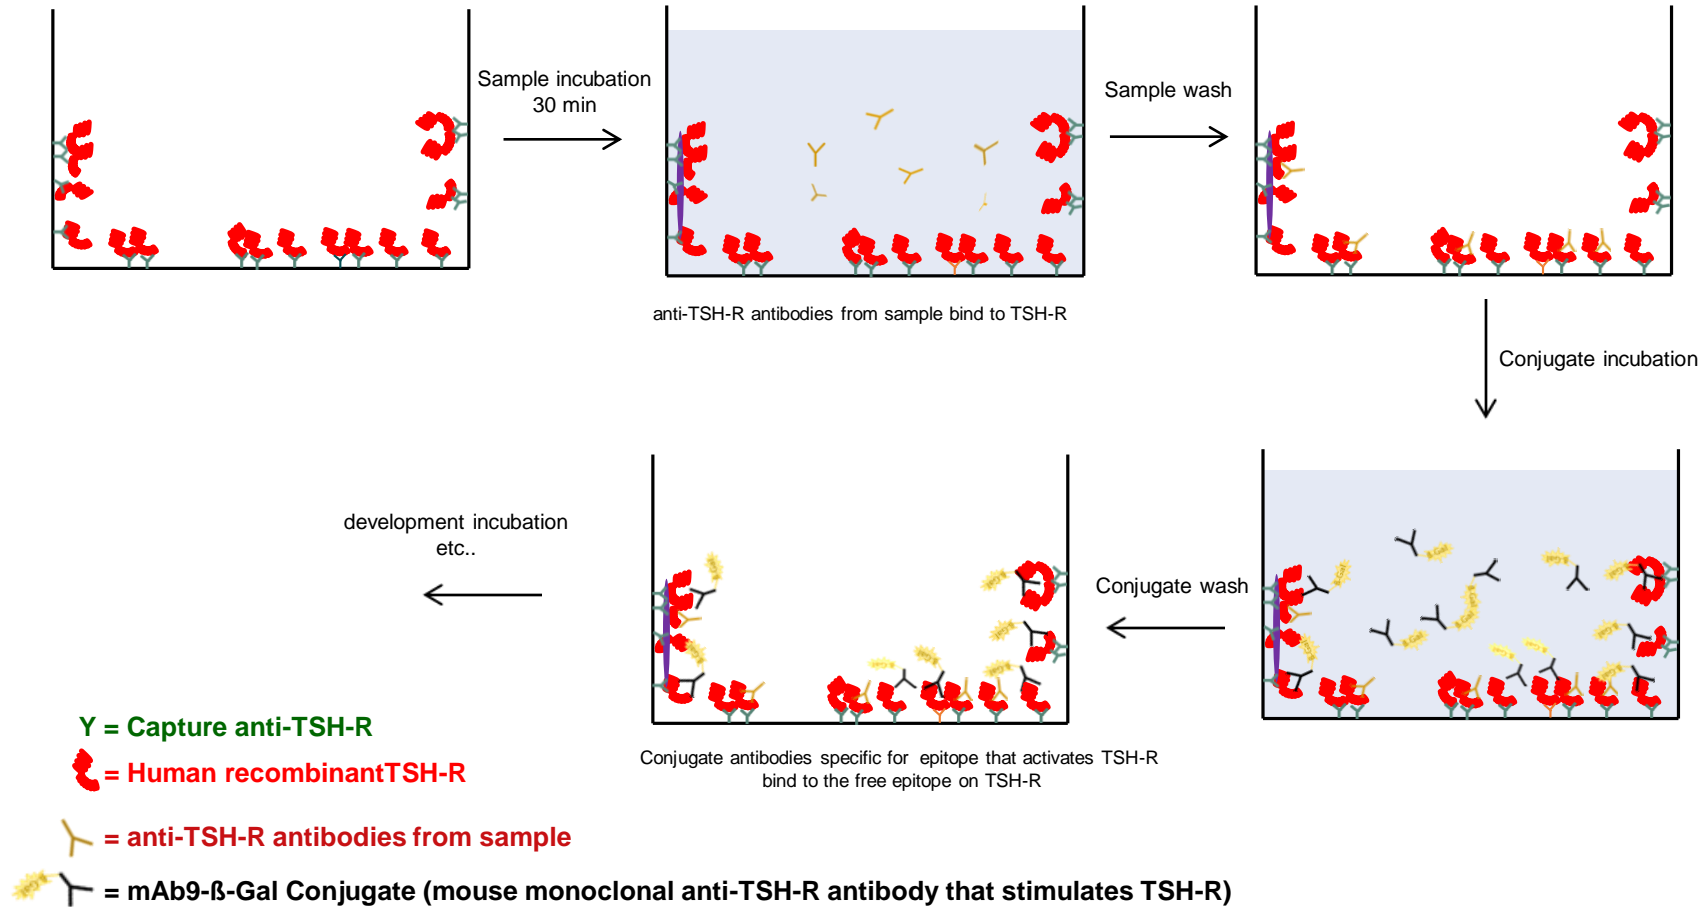 Sample incubation
30 min
Sample wash
anti-TSH-R antibodies from sample bind to TSH-R
Conjugate incubation
Conjugate wash
development incubation
etc..
Conjugate antibodies specific for epitope that activates TSH-R
bind to the free epitope on TSH-R
Y = Capture anti-TSH-R
= Human recombinantTSH-R
= anti-TSH-R antibodies from sample
= mAb9-ß-Gal Conjugate (mouse monoclonal anti-TSH-R antibody that stimulates TSH-R)